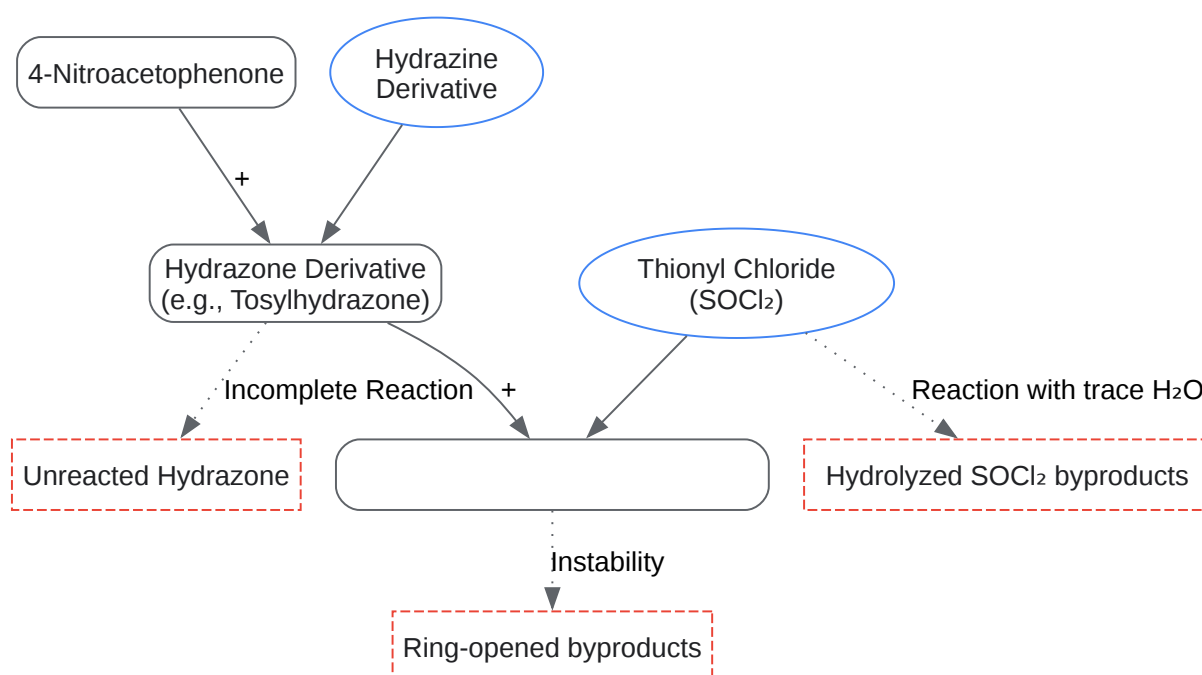 4-Nitroacetophenone
Hydrazine
Derivative
+
Hydrazone Derivative
(e.g., Tosylhydrazone)
Thionyl Chloride
(SOCl₂)
Incomplete Reaction
+
Reaction with trace H₂O
Unreacted Hydrazone
Hydrolyzed SOCl₂ byproducts
Instability
Ring-opened byproducts